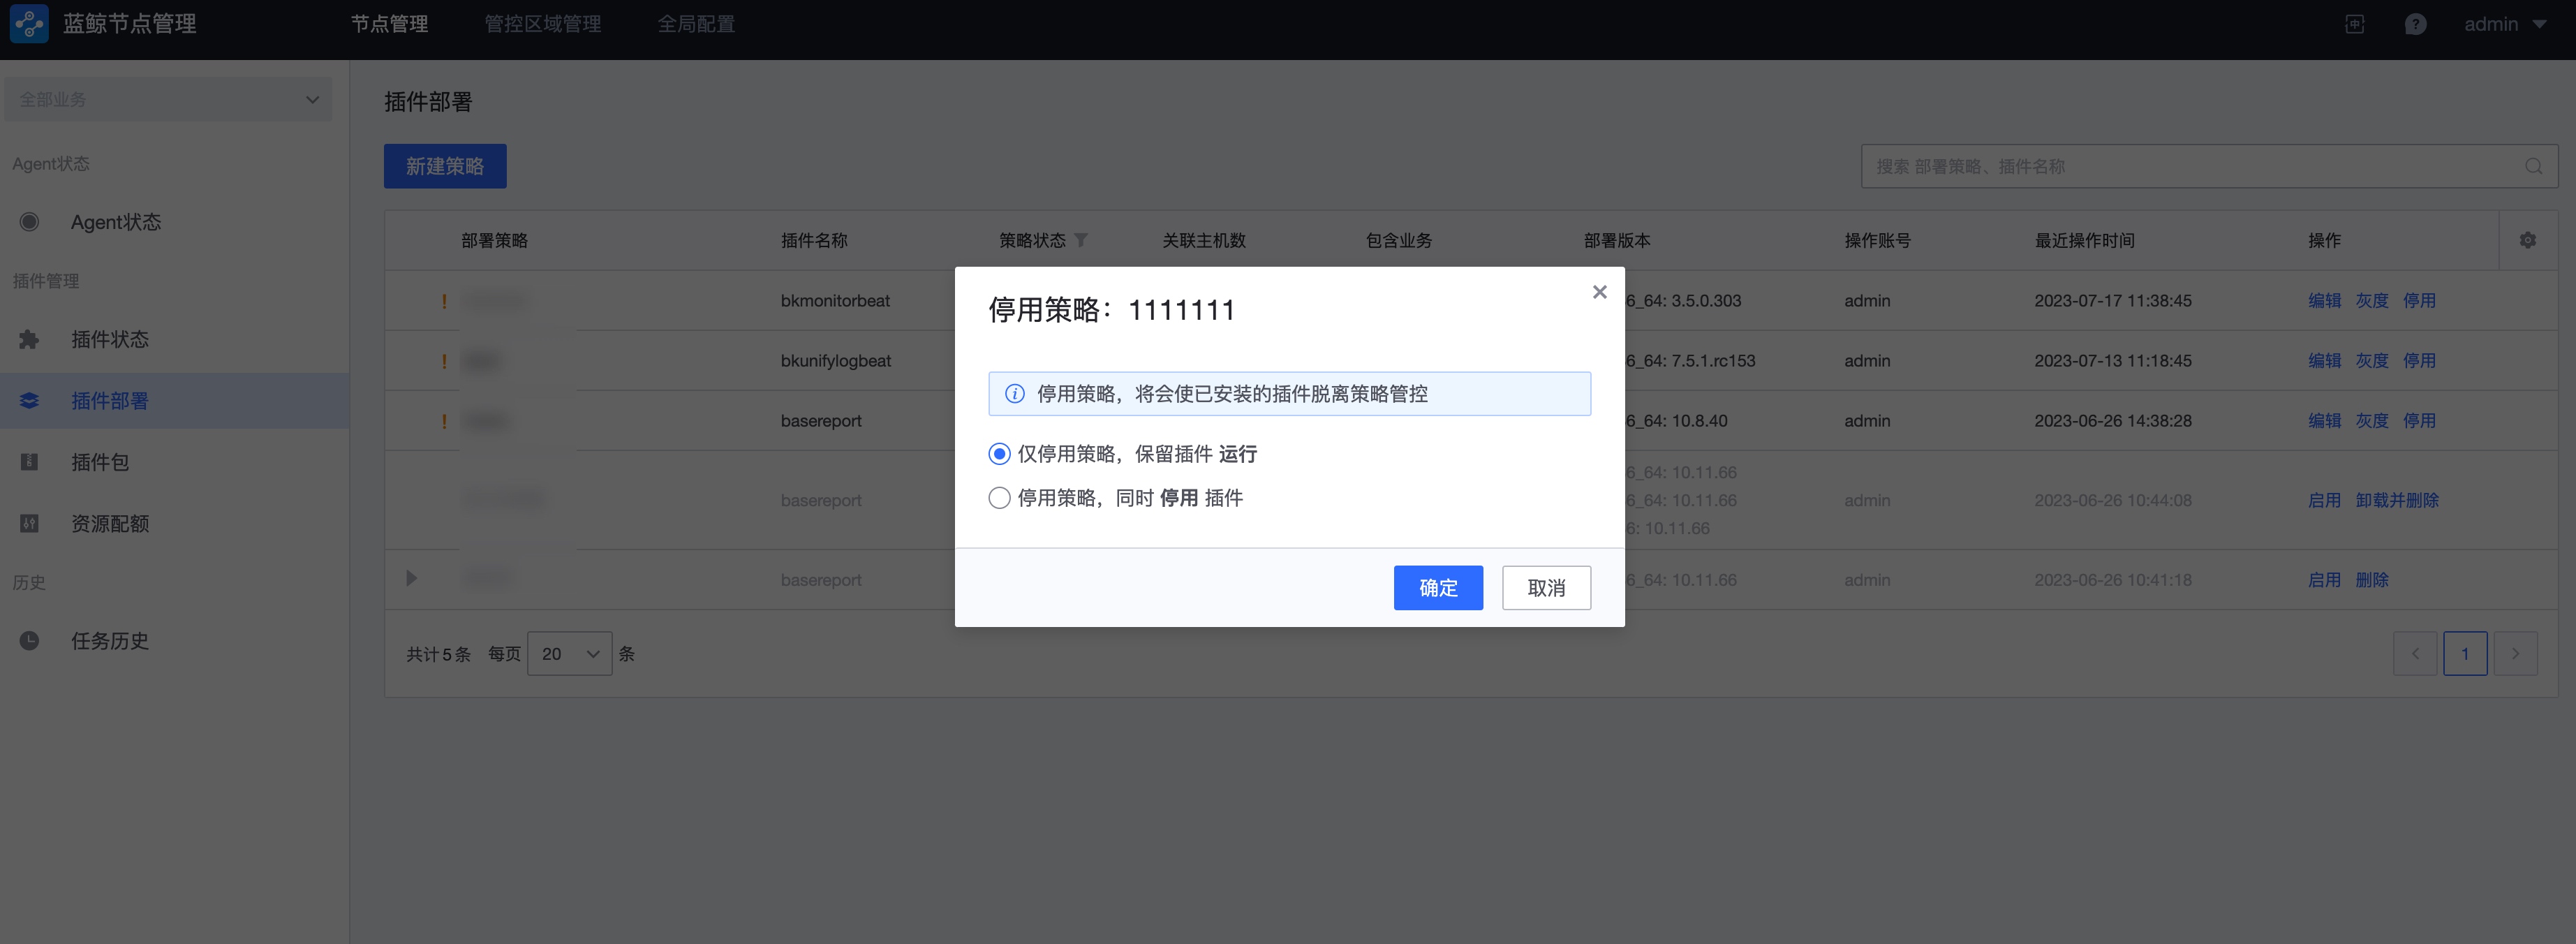 蓝鲸节点管理
节点管理 管控区域管理 全局配置
中 ? admin
全部业务
Agent状态
Agent状态
插件管理
插件状态
插件部署
插件包
资源配额
历史
任务历史
插件部署
新建策略
搜索 部署策略、插件名称
部署策略 插件名称 策略状态 关联主机数 包含业务 部署版本 操作账号 最近操作时间 操作
! bkmonitorbeat 6_64: 3.5.0.303 admin 2023-07-17 11:38:45 编辑 灰度 停用
! bkunifylogbeat 6_64: 7.5.1.rc153 admin 2023-07-13 11:18:45 编辑 灰度 停用
! basereport 6_64: 10.8.40 admin 2023-06-26 14:38:28 编辑 灰度 停用
6_64: 10.11.66
basereport 6_64: 10.11.66 admin 2023-06-26 10:44:08 启用 卸载并删除
6: 10.11.66
basereport 6_64: 10.11.66 admin 2023-06-26 10:41:18 启用 删除
共计5条 每页 20 条
1
停用策略：1111111
停用策略，将会使已安装的插件脱离策略管控
仅停用策略，保留插件 运行
停用策略，同时 停用 插件
确定 取消